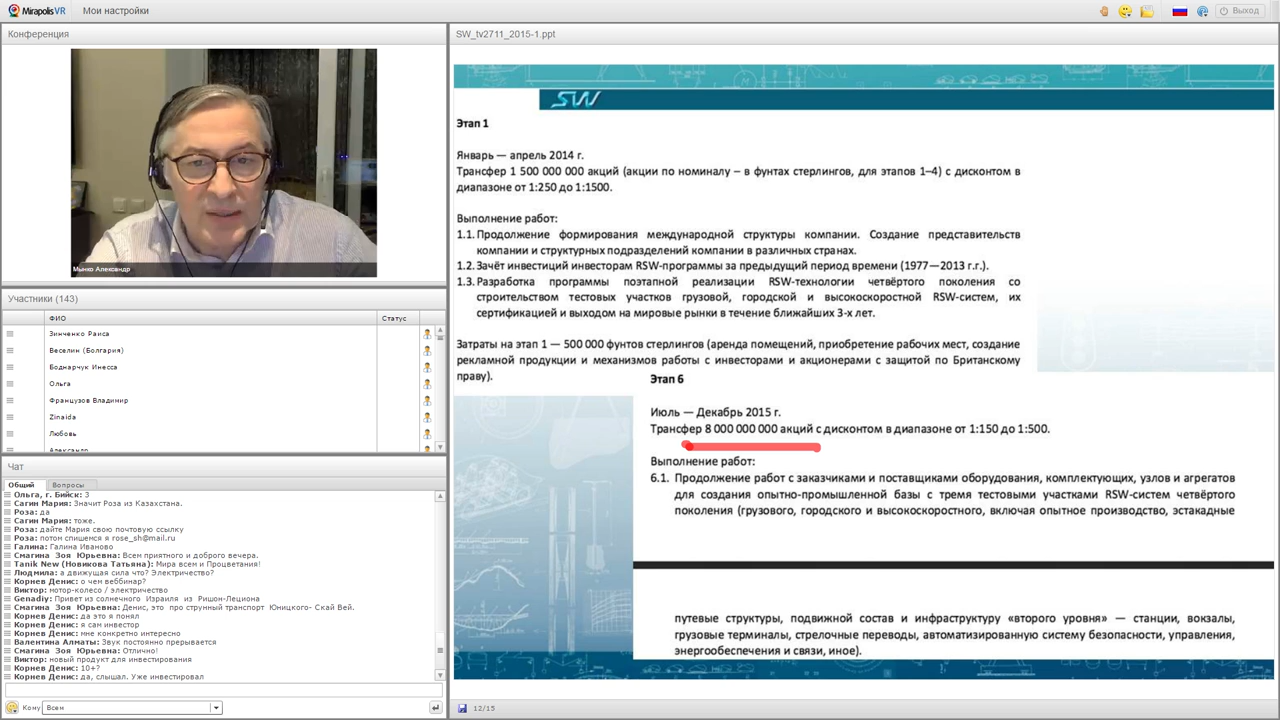 Mirapolis VR
Мои настройки
Выход
Конференция
Мынко Александр
Участники (143)
ФИО
Статус
Зинченко Раиса
Веселин (Болгария)
Боднарчук Инесса
Ольга
Французов Владимир
Zinaida
Любовь
Александр
Чат
Общий
Вопросы
Ольга, г. Бийск: 3
Сагин Мария: Значит Роза из Казахстана.
Роза: да
Сагин Мария: тоже.
Роза: дайте Мария свою почтовую ссылку
Роза: потом спишемся я rose_sh@mail.ru
Галина: Галина Иваново
Смагина Зоя Юрьевна: Всем приятного и доброго вечера.
Tanik New (Новикова Татьяна): Мира всем и Процветания!
Людмила: а движущая сила что? Электричество?
Корнев Денис: о чем веббинар?
Виктор: мотор-колесо / электричество
Genadiy: Привет из солнечного Израиля из Ришон-Лециона
Смагина Зоя Юрьевна: Денис, это про струнный транспорт Юницкого- Скай Вей.
Корнев Денис: да это я понял
Корнев Денис: я сам инвестор
Корнев Денис: мне конкретно интересно
Валентина Алматы: Звук постоянно прерывается
Смагина Зоя Юрьевна: Отлично!
Виктор: новый продукт для инвестирования
Корнев Денис: 10+?
Корнев Денис: да, слышал. Уже инвестировал
Кому
Всем
SW_tv2711_2015-1.ppt
SW
Этап 1
Январь — апрель 2014 г.
Трансфер 1 500 000 000 акций (акции по номиналу – в фунтах стерлингов, для этапов 1–4) с дисконтом в
диапазоне от 1:250 до 1:1500.
Выполнение работ:
1.1. Продолжение формирования международной структуры компании. Создание представительств
компании и структурных подразделений компании в различных странах.
1.2. Зачёт инвестиций инвесторам RSW-программы за предыдущий период времени (1977—2013 г.г.).
1.3. Разработка программы поэтапной реализации RSW-технологии четвёртого поколения со
строительством тестовых участков грузовой, городской и высокоскоростной RSW-систем, их
сертификацией и выходом на мировые рынки в течение ближайших 3-х лет.
Затраты на этап 1 — 500 000 фунтов стерлингов (аренда помещений, приобретение рабочих мест, создание
рекламной продукции и механизмов работы с инвесторами и акционерами с защитой по Британскому
праву).
Этап 6
Июль — Декабрь 2015 г.
Трансфер 8 000 000 000 акций с дисконтом в диапазоне от 1:150 до 1:500.
Выполнение работ:
6.1. Продолжение работ с заказчиками и поставщиками оборудования, комплектующих, узлов и агрегатов
для создания опытно-промышленной базы с тремя тестовыми участками RSW-систем четвёртого
поколения (грузового, городского и высокоскоростного, включая опытное производство, эстакадные
путевые структуры, подвижной состав и инфраструктуру «второго уровня» — станции, вокзалы,
грузовые терминалы, стрелочные переводы, автоматизированную систему безопасности, управления,
энергообеспечения и связи, иное).
12/15